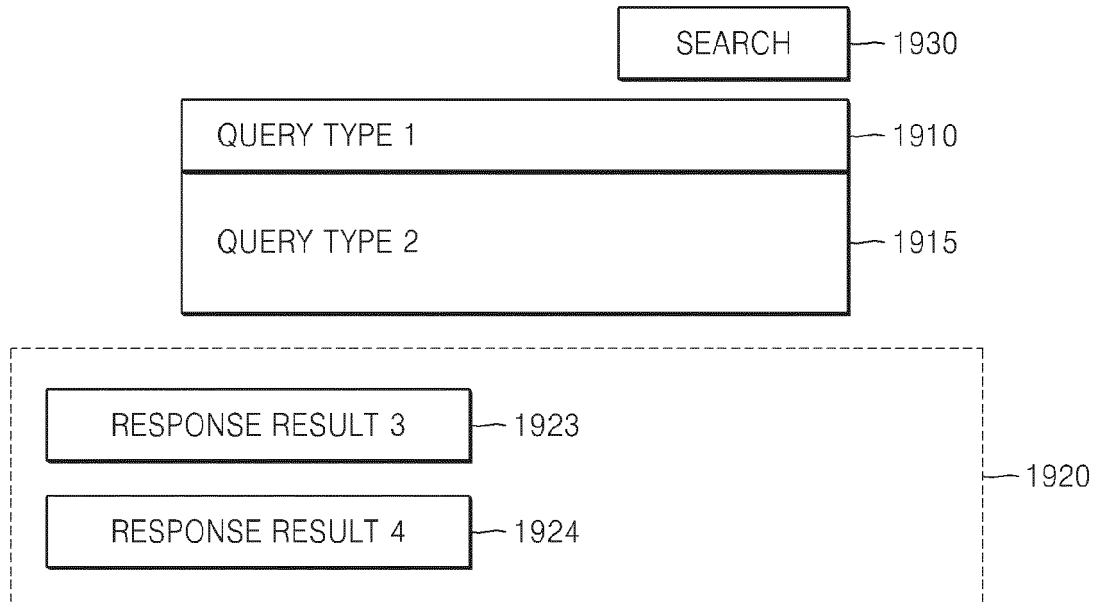 SEARCH 1930
QUERY TYPE 1 1910
QUERY TYPE 2 1915
RESPONSE RESULT 3 1923
1920
RESPONSE RESULT 4 1924